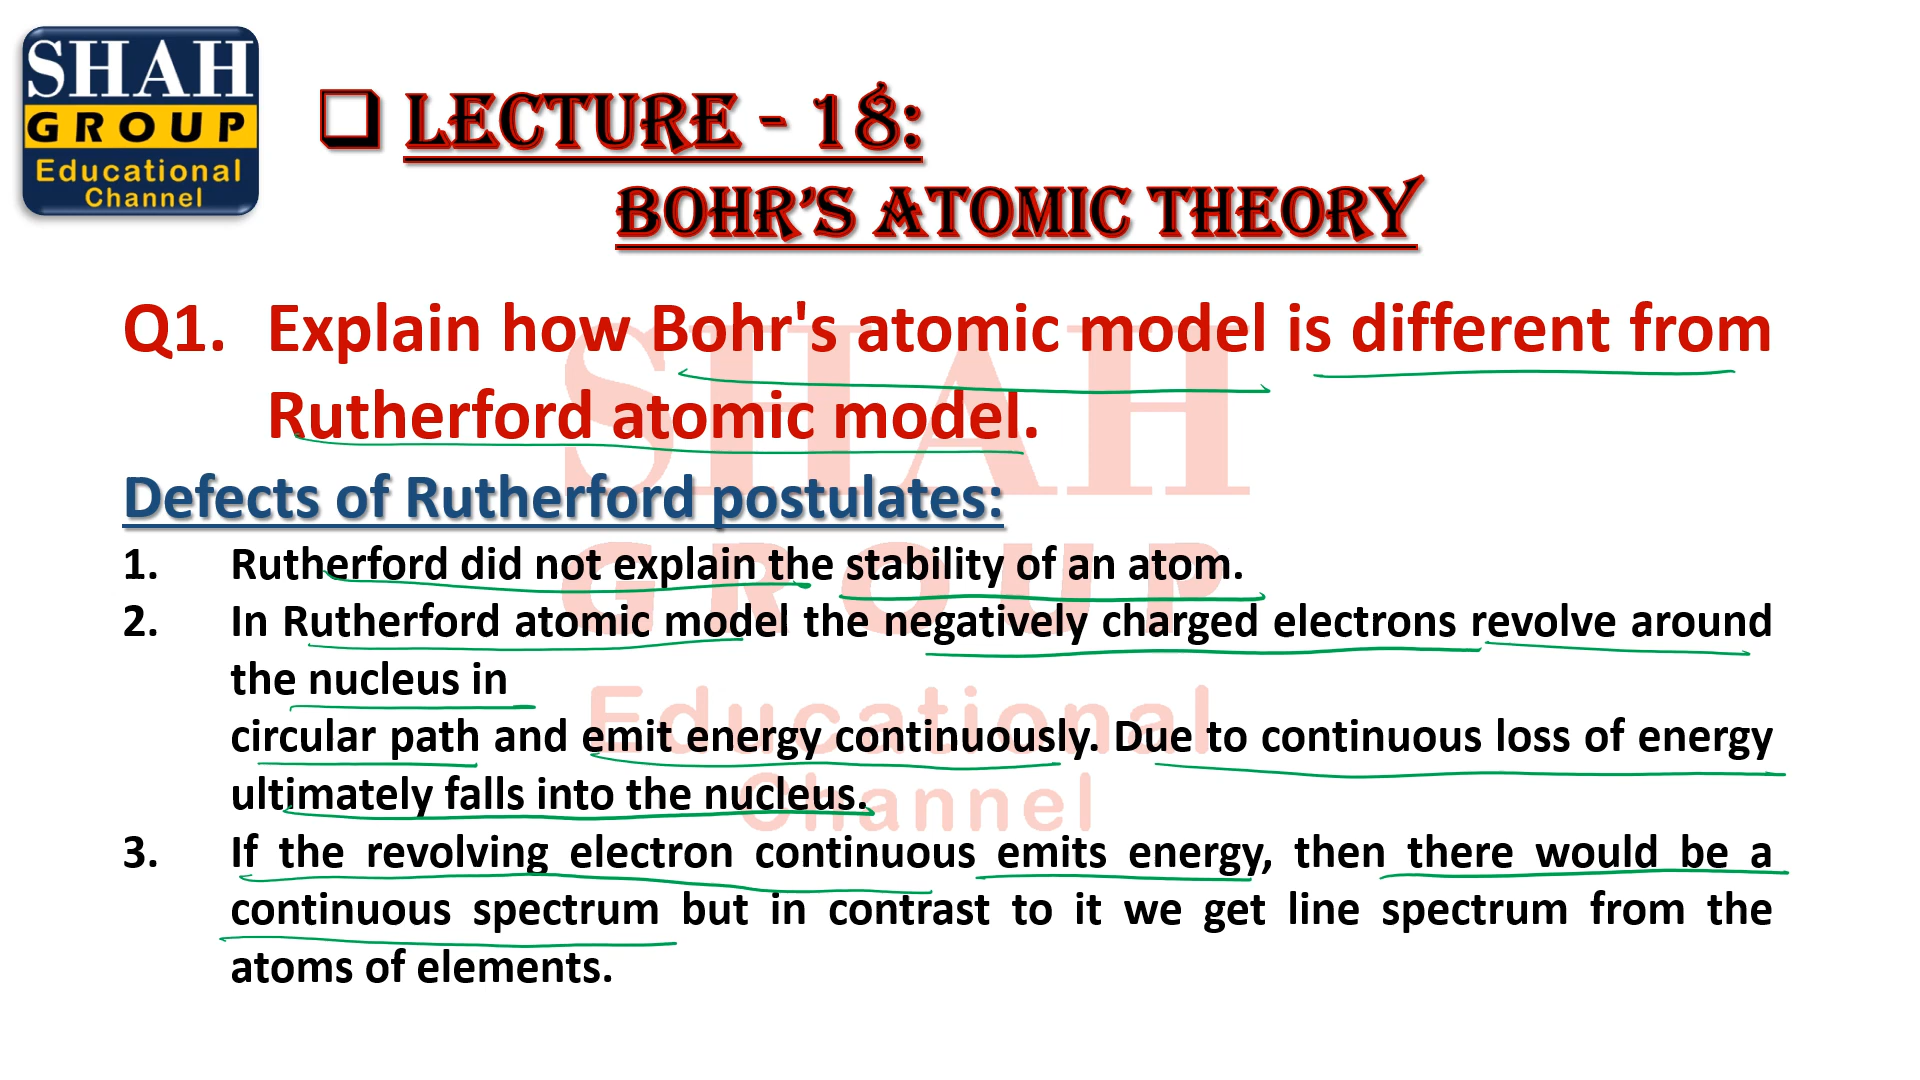 SHAH
GROUP
Educational
Channel
❑ LECTURE - 18:
BOHR'S ATOMIC THEORY
Q1. Explain how Bohr's atomic model is different from
Rutherford atomic model.
Defects of Rutherford postulates:
1. Rutherford did not explain the stability of an atom.
2. In Rutherford atomic model the negatively charged electrons revolve around
the nucleus in
circular path and emit energy continuously. Due to continuous loss of energy
ultimately falls into the nucleus.
3. If the revolving electron continuous emits energy, then there would be a
continuous spectrum but in contrast to it we get line spectrum from the
atoms of elements.
SHAH
GROUP
Educational
Channel